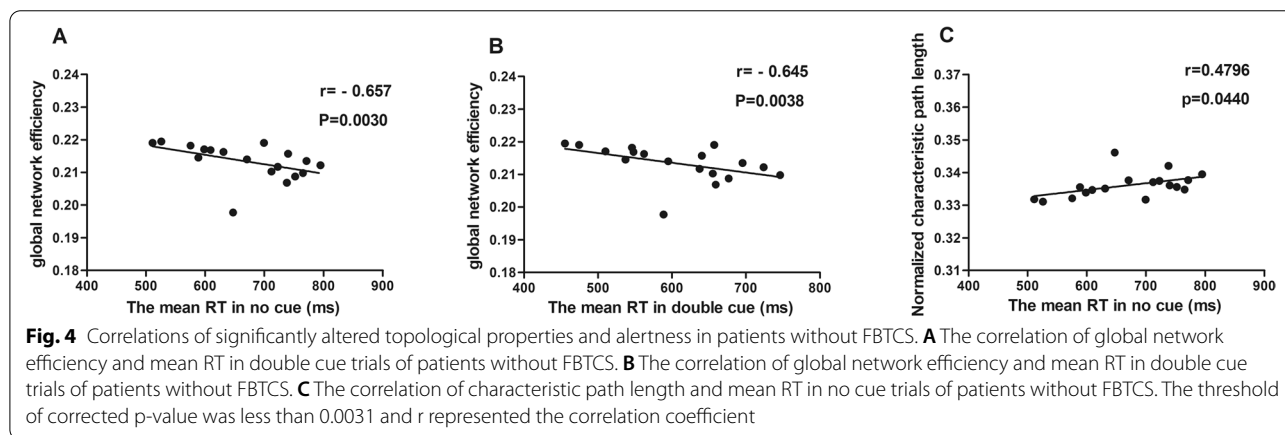 A
r= - 0.657
P=0.0030
global network efficiency
0.24
0.23
0.22
0.21
0.20
0.19
0.18
400 500 600 700 800 900
The mean RT in no cue (ms)
B
r= - 0.645
P=0.0038
global network efficiency
0.24
0.23
0.22
0.21
0.20
0.19
0.18
400 500 600 700 800
The mean RT in double cue (ms)
C
r=0.4796
p=0.0440
Normalized characteristic path length
0.37
0.36
0.35
0.34
0.33
0.32
0.31
400 500 600 700 800 900
The mean RT in no cue (ms)
Fig. 4 Correlations of significantly altered topological properties and alertness in patients without FBTCS. A The correlation of global network
efficiency and mean RT in double cue trials of patients without FBTCS. B The correlation of global network efficiency and mean RT in double cue
trials of patients without FBTCS. C The correlation of characteristic path length and mean RT in no cue trials of patients without FBTCS. The threshold
of corrected p-value was less than 0.0031 and r represented the correlation coefficient